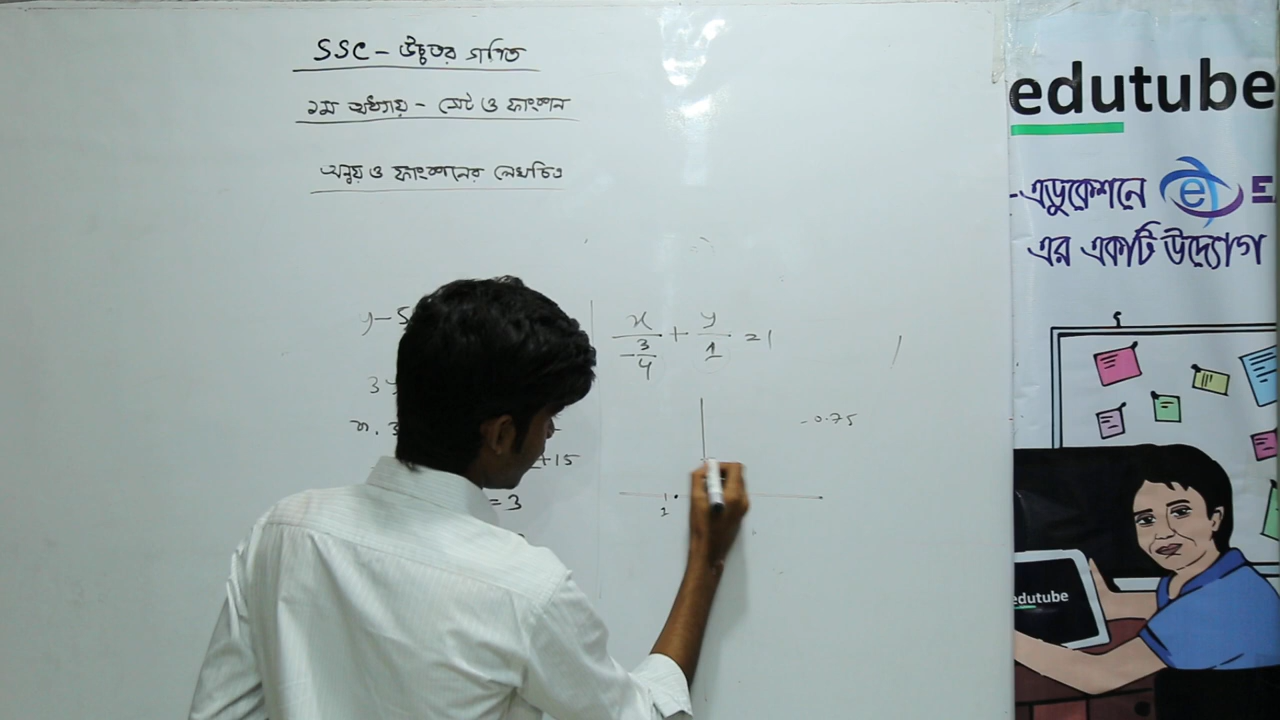 SSC - উচ্চতর গণিত
১ম অধ্যায় - সেট ও ফাংশন
অন্বয় ও ফাংশনের লেখচিত্র
y - 5
3
+ 15
= 3
x / -3/4 + y / 1 = 1
-0.75
1
edutube
-এডুকেশনে e E
এর একটি উদ্যোগ
edutube